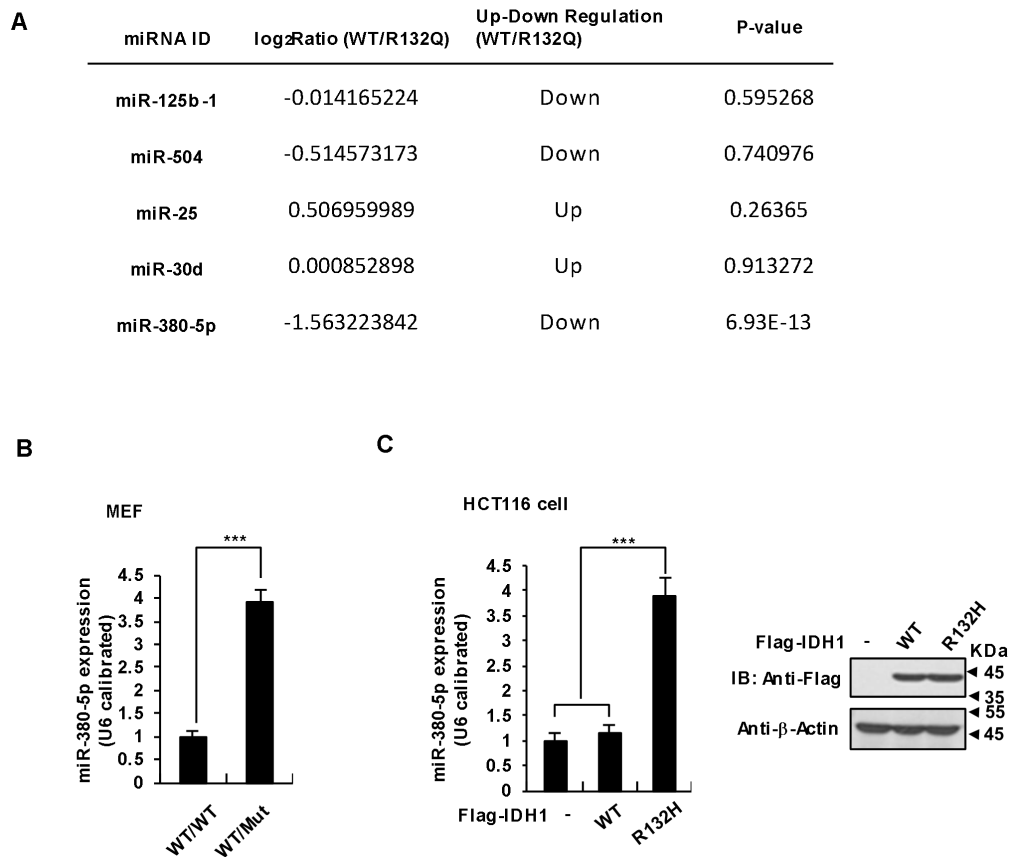 A
miRNA ID log2Ratio (WT/R132Q) Up-Down Regulation (WT/R132Q) P-value
miR-125b-1 -0.014165224 Down 0.595268
miR-504 -0.514573173 Down 0.740976
miR-25 0.506959989 Up 0.26365
miR-30d 0.000852898 Up 0.913272
miR-380-5p -1.563223842 Down 6.93E-13
B
MEF
***
miR-380-5p expression
(U6 calibrated)
4.5
4
3.5
3
2.5
2
1.5
1
0.5
0
WT/WT
WT/Mut
C
HCT116 cell
***
miR-380-5p expression
(U6 calibrated)
4.5
4
3.5
3
2.5
2
1.5
1
0.5
0
Flag-IDH1 - WT R132H
Flag-IDH1 - WT R132H
KDa
IB: Anti-Flag
45
35
55
Anti-β-Actin
45